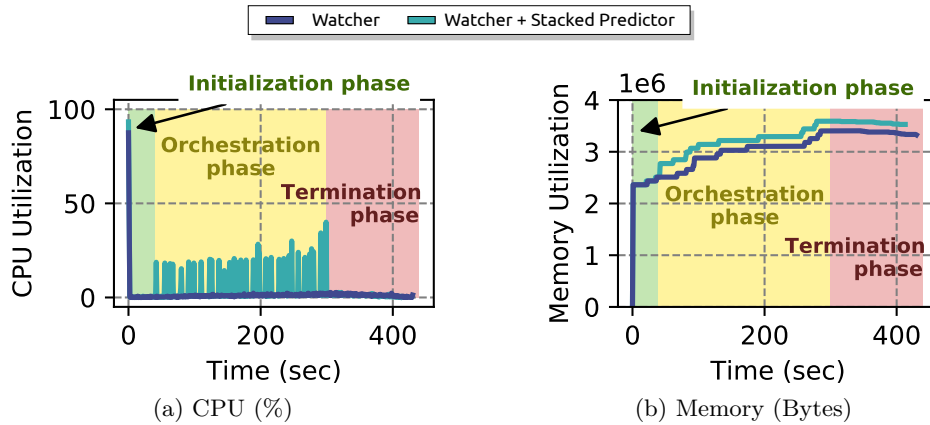 Watcher
Watcher + Stacked Predictor
Initialization phase
Orchestration
phase
Termination
phase
100
50
0
CPU Utilization
0
200
400
Time (sec)
(a) CPU (%)
1e6
Initialization phase
Orchestration
phase
Termination
phase
4
3
2
1
0
Memory Utilization
0
200
400
Time (sec)
(b) Memory (Bytes)